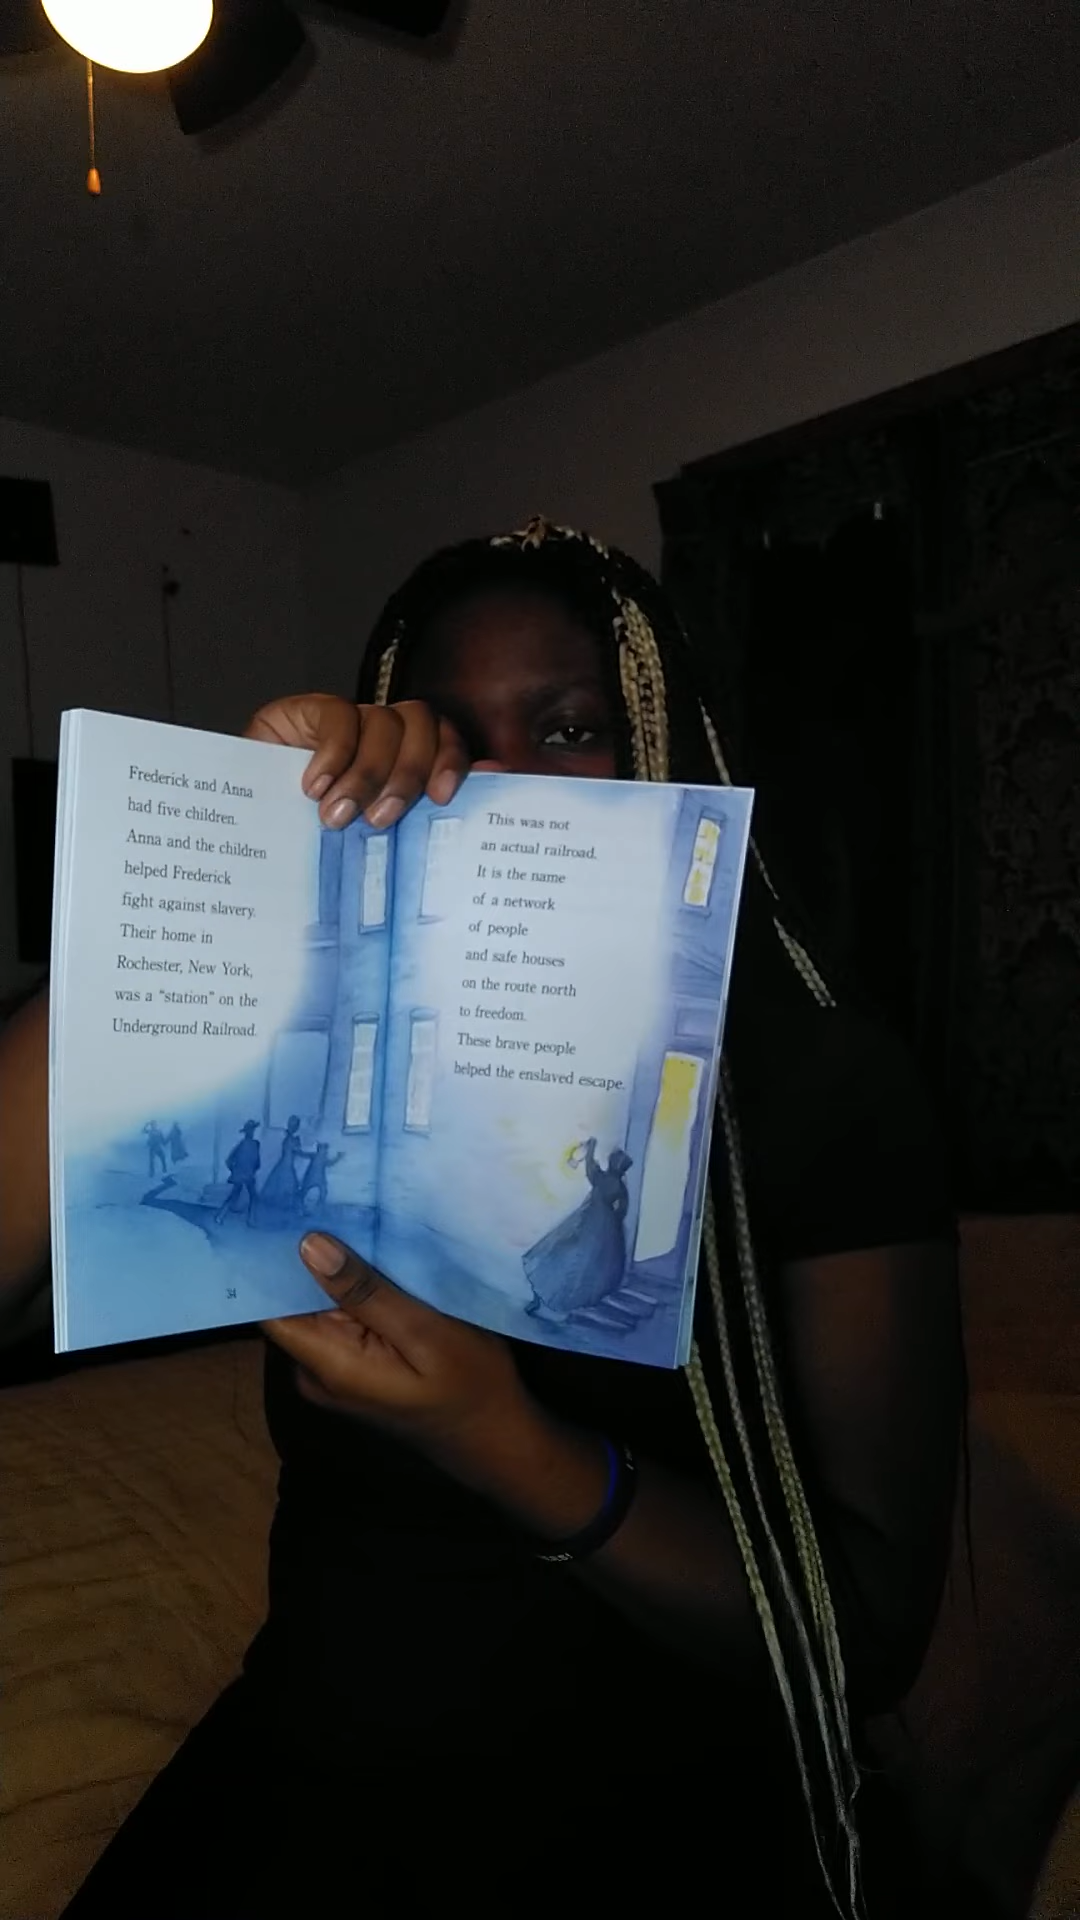 Frederick and Anna
had five children.
Anna and the children
helped Frederick
fight against slavery.
Their home in
Rochester, New York,
was a “station” on the
Underground Railroad.
34
This was not
an actual railroad.
It is the name
of a network
of people
and safe houses
on the route north
to freedom.
These brave people
helped the enslaved escape.